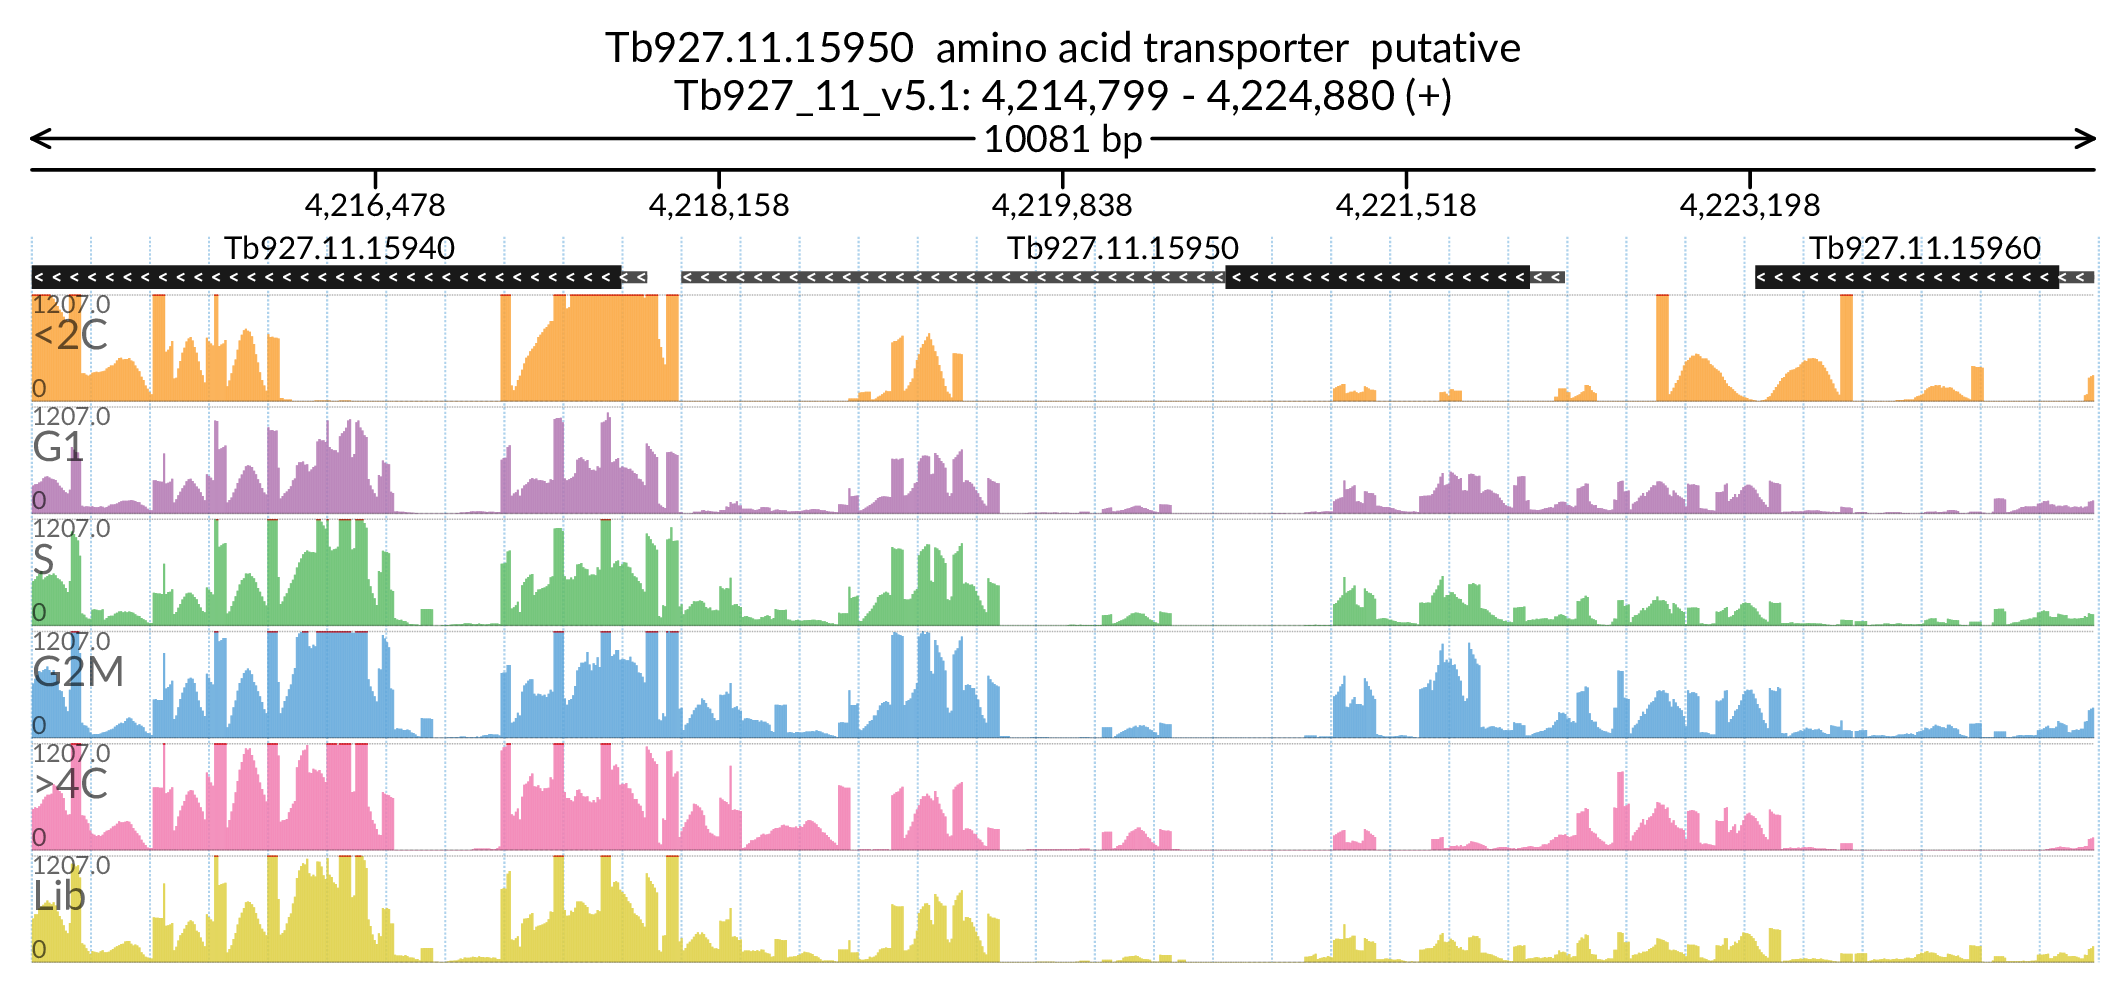 Tb927.11.15950  amino acid transporter  putative
Tb927_11_v5.1: 4,214,799 - 4,224,880 (+)
10081 bp
4,216,478 4,218,158 4,219,838 4,221,518 4,223,198
Tb927.11.15940 Tb927.11.15950 Tb927.11.15960
1207.0
<2C
0
1207.0
G1
0
1207.0
S
0
1207.0
G2M
0
1207.0
>4C
0
1207.0
Lib
0